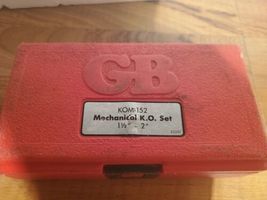 GB
KOM-152
Mechanical K.O. Set
1½" - 2"